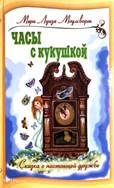 Мэри Луиза Молсворт
ЧАСЫ
С КУКУШКОЙ
Сказка о настоящей дружбе